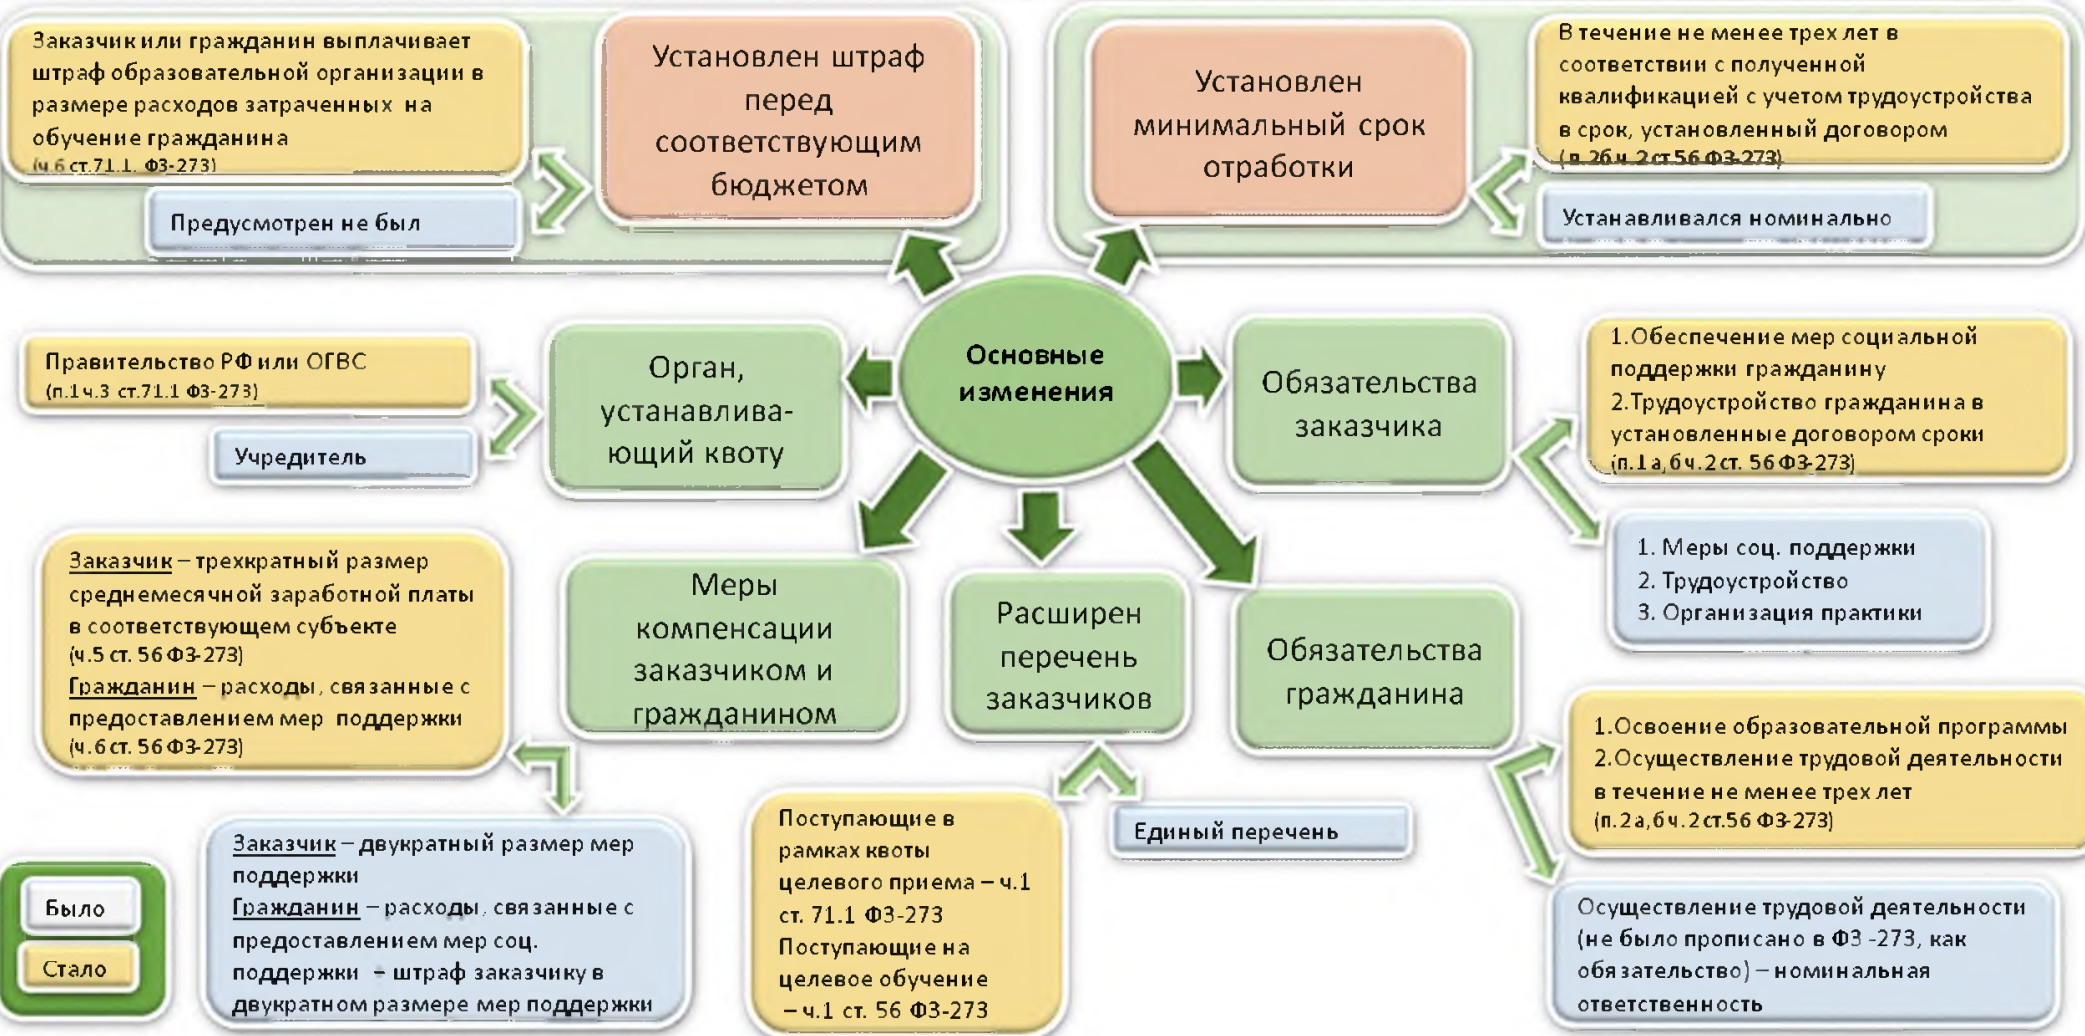 Заказчик или гражданин выплачивает
штраф образовательной организации в
размере расходов затраченных на
обучение гражданина
(ч.6 ст.71.1. ФЗ-273)
Предусмотрен не был
Установлен штраф
перед
соответствующим
бюджетом
Установлен
минимальный срок
отработки
В течение не менее трех лет в
соответствии с полученной
квалификацией с учетом трудоустройства
в срок, установленный договором
(п.2б ч.2 ст.56 ФЗ-273)
Устанавливался номинально
Правительство РФ или ОГВС
(п.1 ч.3 ст.71.1 ФЗ-273)
Учредитель
Орган,
устанавлива-
ющий квоту
Основные
изменения
Обязательства
заказчика
1.Обеспечение мер социальной
поддержки гражданину
2.Трудоустройство гражданина в
установленные договором сроки
(п.1 а,б ч.2 ст. 56 ФЗ-273)
1. Меры соц. поддержки
2. Трудоустройство
3. Организация практики
Заказчик – трехкратный размер
среднемесячной заработной платы
в соответствующем субъекте
(ч.5 ст. 56 ФЗ-273)
Гражданин – расходы, связанные с
предоставлением мер поддержки
(ч.6 ст. 56 ФЗ-273)
Меры
компенсации
заказчиком и
гражданином
Расширен
перечень
заказчиков
Обязательства
гражданина
1.Освоение образовательной программы
2.Осуществление трудовой деятельности
в течение не менее трех лет
(п.2 а,б ч.2 ст.56 ФЗ-273)
Заказчик – двукратный размер мер
поддержки
Гражданин – расходы, связанные с
предоставлением мер соц.
поддержки – штраф заказчику в
двукратном размере мер поддержки
Поступающие в
рамках квоты
целевого приема – ч.1
ст. 71.1 ФЗ-273
Поступающие на
целевое обучение
– ч.1 ст. 56 ФЗ-273
Единый перечень
Осуществление трудовой деятельности
(не было прописано в ФЗ -273, как
обязательство) – номинальная
ответственность
Было
Стало